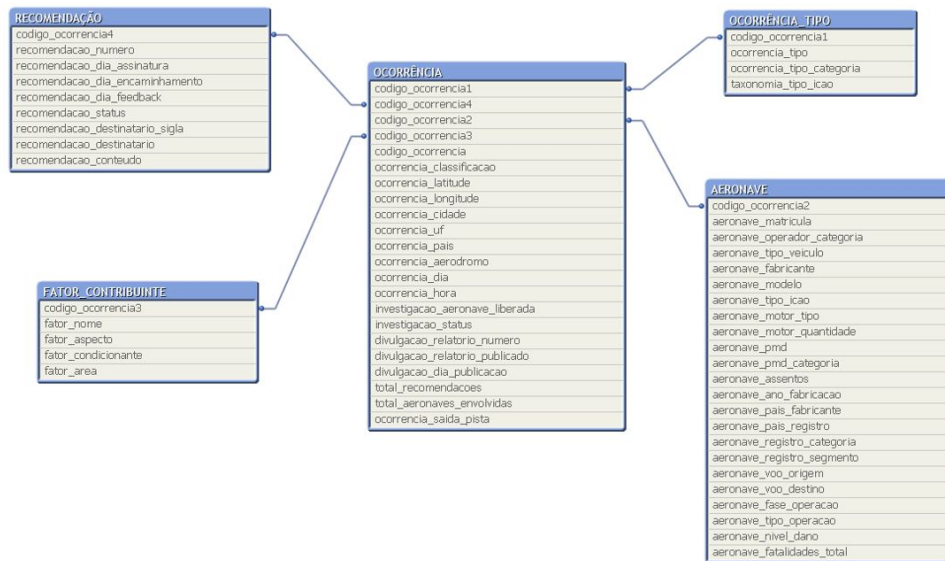 RECOMENDAÇÃO
codigo_ocorrencia4
recomendacao_numero
recomendacao_dia_assinatura
recomendacao_dia_encaminhamento
recomendacao_dia_feedback
recomendacao_status
recomendacao_destinatario_sigla
recomendacao_destinatario
recomendacao_conteudo
FATOR_CONTRIBUINTE
codigo_ocorrencia3
fator_nome
fator_aspecto
fator_condicionante
fator_area
OCORRÊNCIA
codigo_ocorrencia1
codigo_ocorrencia4
codigo_ocorrencia2
codigo_ocorrencia3
codigo_ocorrencia
ocorrencia_classificacao
ocorrencia_latitude
ocorrencia_longitude
ocorrencia_cidade
ocorrencia_uf
ocorrencia_pais
ocorrencia_aerodromo
ocorrencia_dia
ocorrencia_hora
investigacao_aeronave_liberada
investigacao_status
divulgacao_relatorio_numero
divulgacao_relatorio_publicado
divulgacao_dia_publicacao
total_recomendacoes
total_aeronaves_envolvidas
ocorrencia_saida_pista
OCORRÊNCIA_TIPO
codigo_ocorrencia1
ocorrencia_tipo
ocorrencia_tipo_categoria
taxonomia_tipo_icao
AERONAVE
codigo_ocorrencia2
aeronave_matricula
aeronave_operador_categoria
aeronave_tipo_veiculo
aeronave_fabricante
aeronave_modelo
aeronave_tipo_icao
aeronave_motor_tipo
aeronave_motor_quantidade
aeronave_pmd
aeronave_pmd_categoria
aeronave_assentos
aeronave_ano_fabricacao
aeronave_pais_fabricante
aeronave_pais_registro
aeronave_registro_categoria
aeronave_registro_segmento
aeronave_voo_origem
aeronave_voo_destino
aeronave_fase_operacao
aeronave_tipo_operacao
aeronave_nivel_dano
aeronave_fatalidades_total